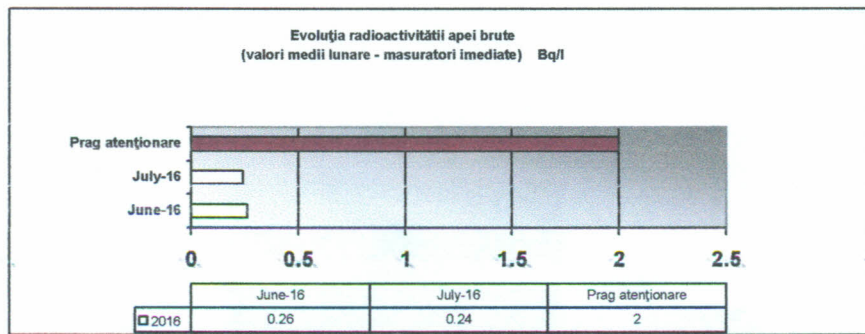 Evoluţia radioactivitătii apei brute
(valori medii lunare - masuratori imediate) Bq/l
Prag atenţionare
July-16
June-16
0 0.5 1 1.5 2 2.5
June-16 July-16 Prag atenţionare
2016 0.26 0.24 2